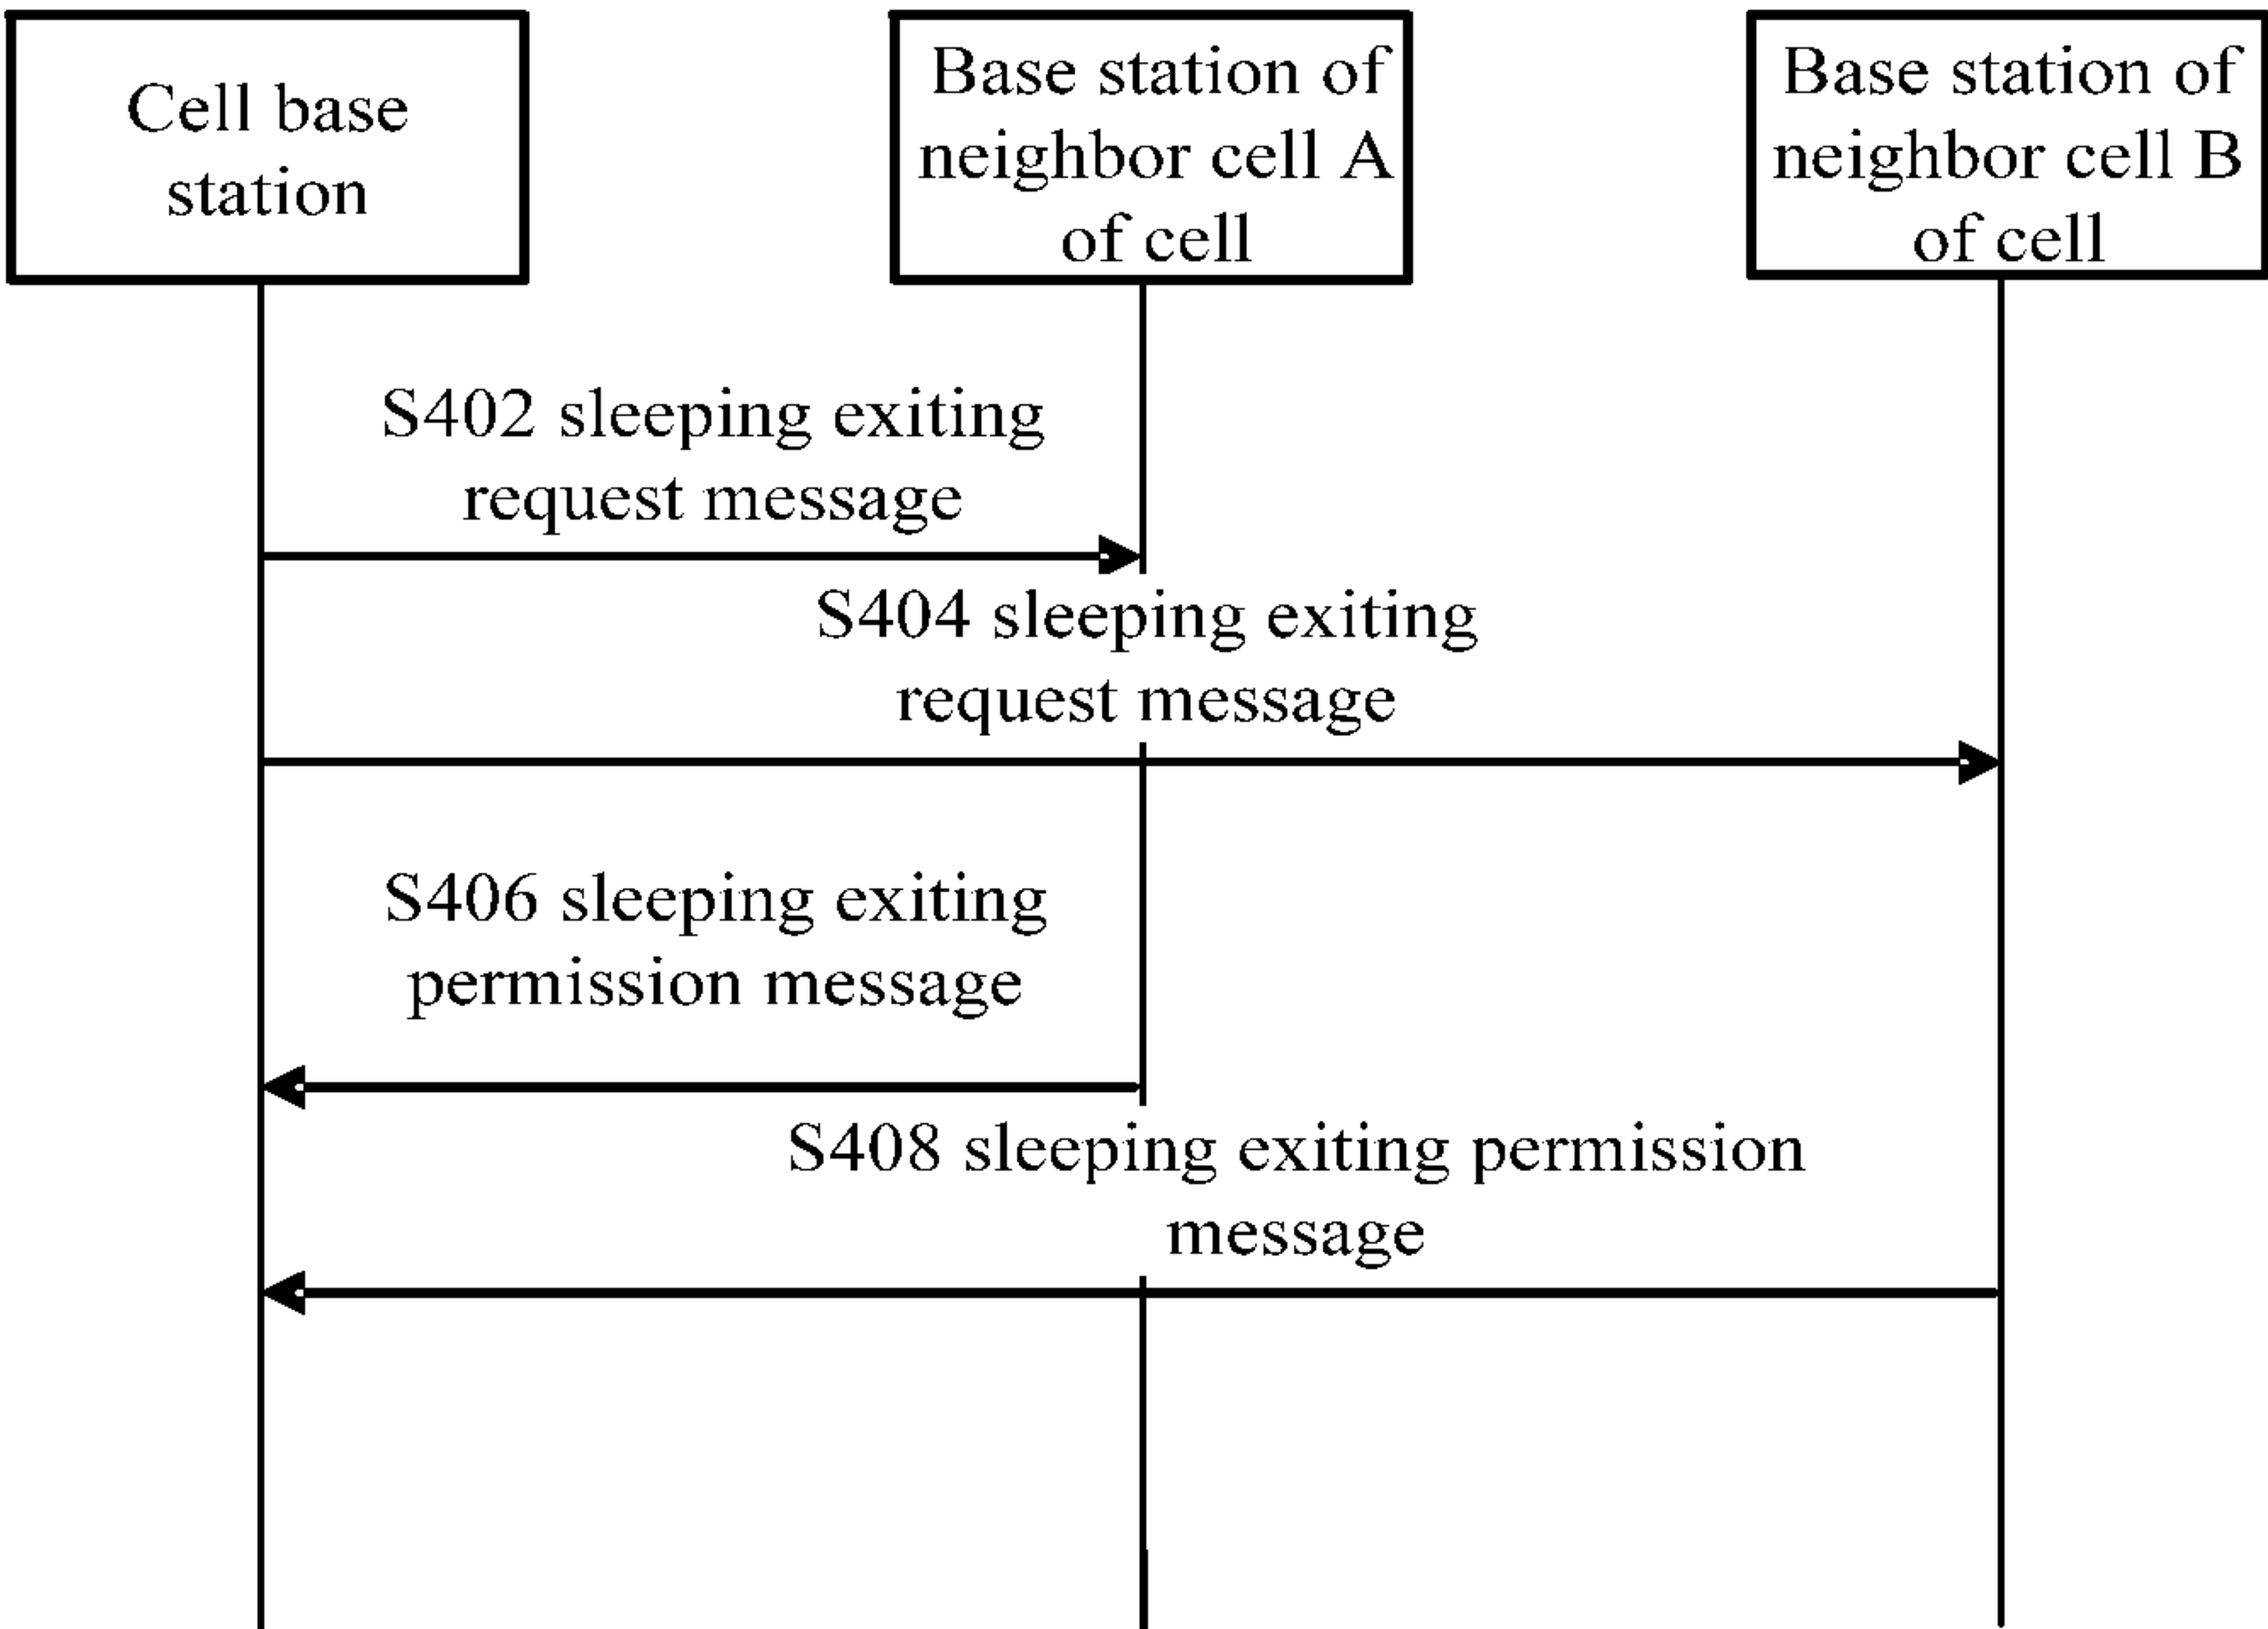 Cell base
station
Base station of
neighbor cell A
of cell
Base station of
neighbor cell B
of cell
S402 sleeping exiting
request message
S404 sleeping exiting
request message
S406 sleeping exiting
permission message
S408 sleeping exiting permission
message